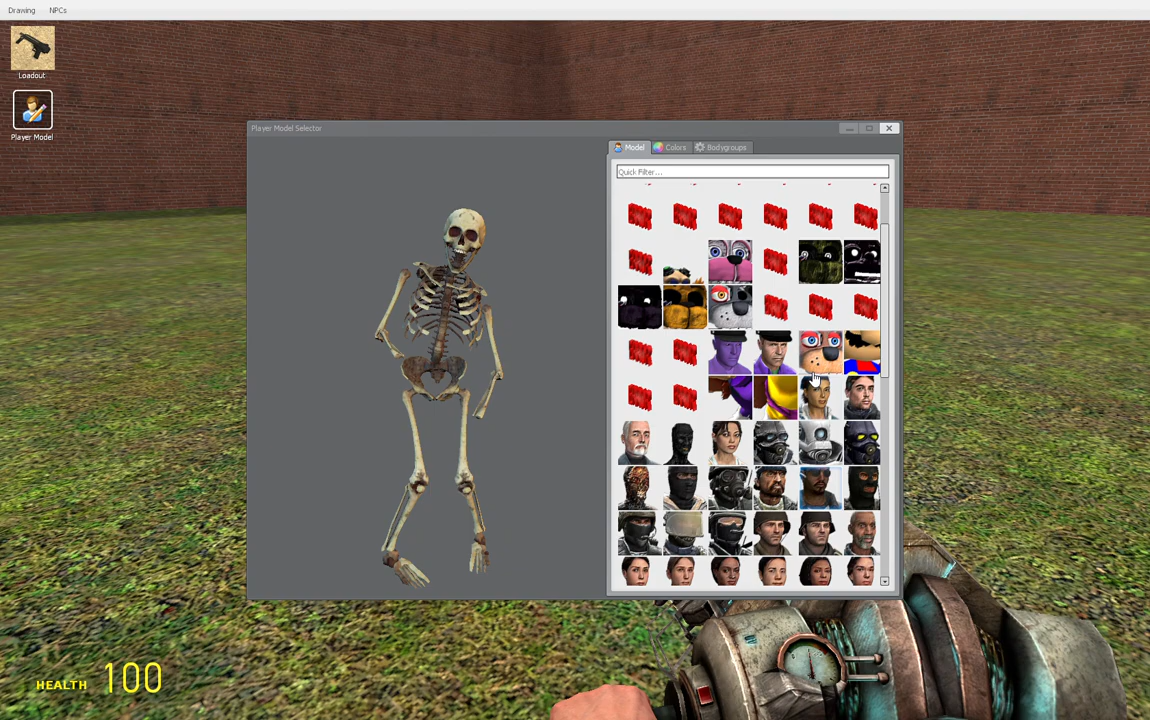 Drawing NPCs
Loadout
Player Model
Player Model Selector
Model Colors Bodygroups
Quick Filter...
HEALTH 100